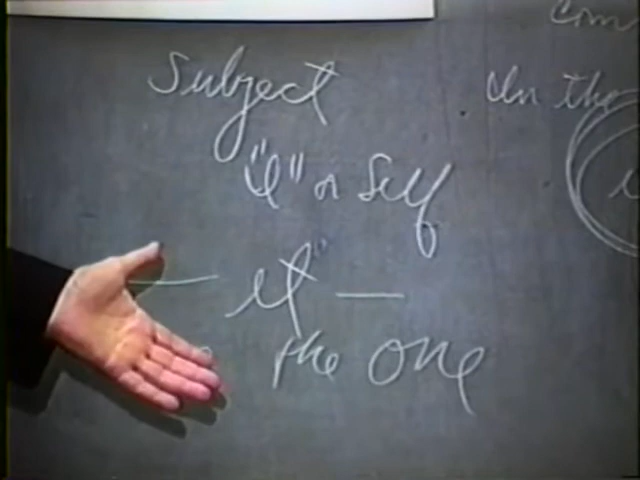 Subject
"I" or Self
— it" —
the One
In the